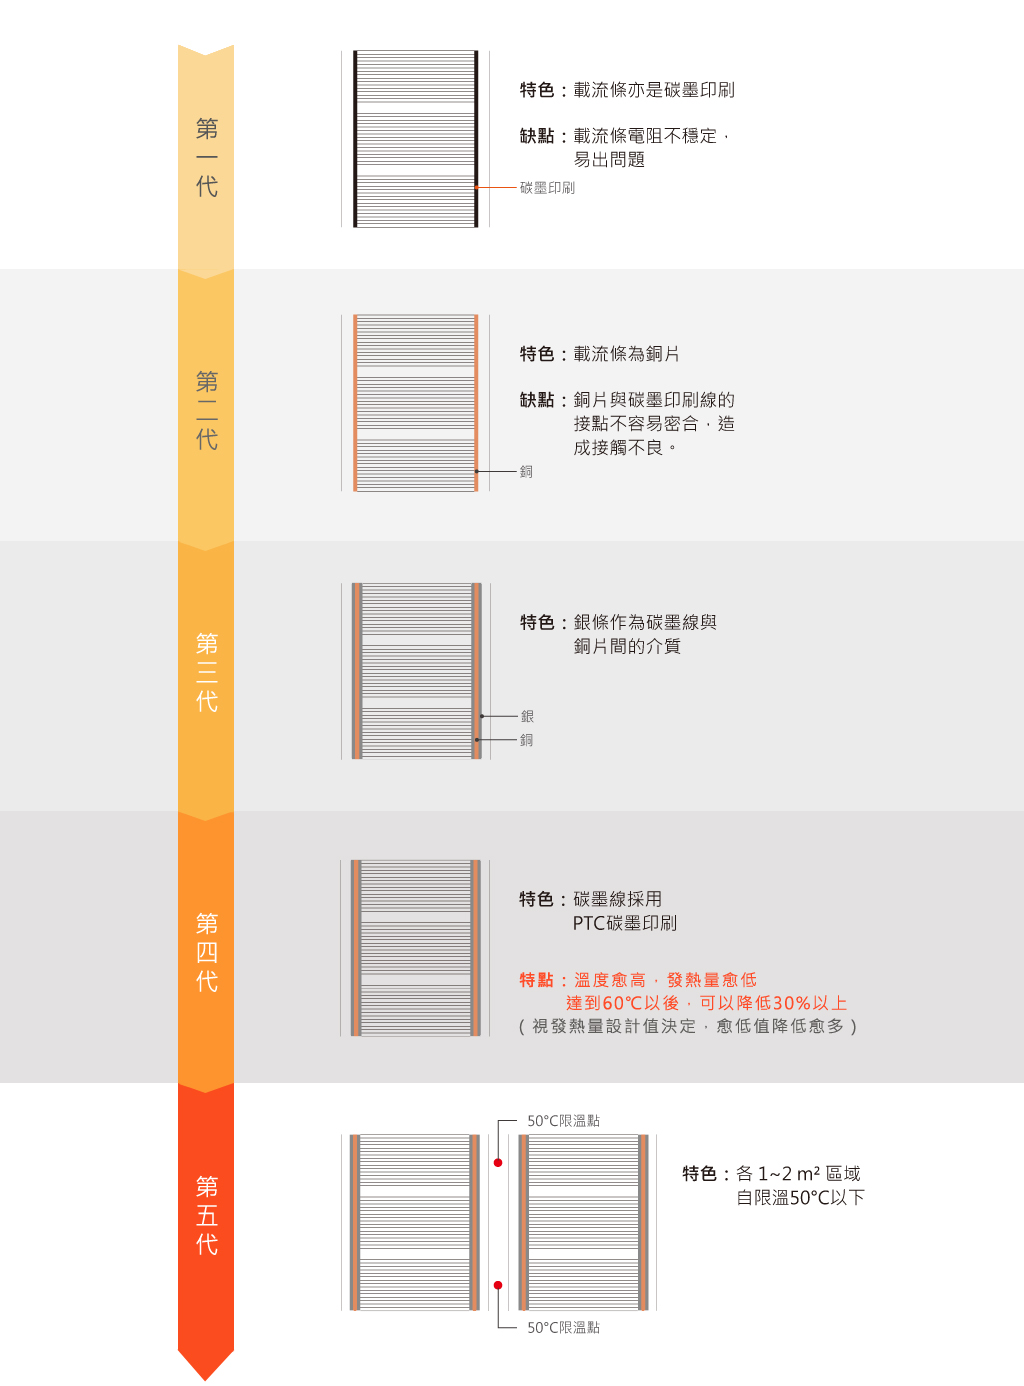 第一代
特色：載流條亦是碳墨印刷
缺點：載流條電阻不穩定，
易出問題
碳墨印刷
第二代
特色：載流條為銅片
缺點：銅片與碳墨印刷線的
接點不容易密合，造
成接觸不良。
銅
第三代
特色：銀條作為碳墨線與
銅片間的介質
銀
銅
第四代
特色：碳墨線採用
PTC碳墨印刷
特點：溫度愈高，發熱量愈低
達到60℃以後，可以降低30%以上
( 視發熱量設計值決定，愈低值降低愈多 )
第五代
50°C限溫點
特色：各 1~2 m² 區域
自限溫50°C以下
50°C限溫點